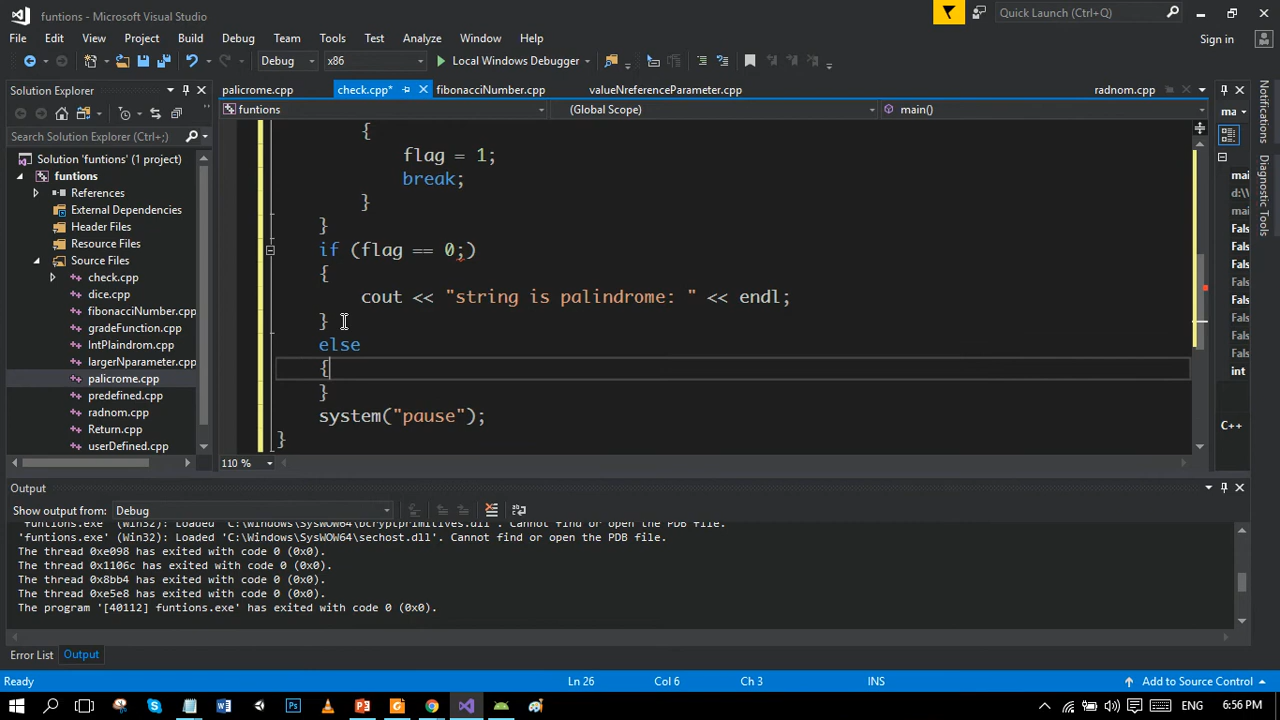 funtions - Microsoft Visual Studio
Quick Launch (Ctrl+Q)
File Edit View Project Build Debug Team Tools Test Analyze Window Help
Sign in
Debug x86 Local Windows Debugger
Solution Explorer
palicrome.cpp check.cpp* fibonacciNumber.cpp valueNreferenceParameter.cpp radnom.cpp
funtions (Global Scope) main()
Search Solution Explorer (Ctrl+;)
Solution 'funtions' (1 project)
funtions
References
External Dependencies
Header Files
Resource Files
Source Files
check.cpp
dice.cpp
fibonacciNumber.cpp
gradeFunction.cpp
IntPlaindrom.cpp
largerNparameter.cpp
palicrome.cpp
predefined.cpp
radnom.cpp
Return.cpp
userDefined.cpp
{
flag = 1;
break;
}
}
if (flag == 0;)
{
cout << "string is palindrome: " << endl;
}
else
{
}
system("pause");
}
110 %
ma
mai
d:\
mai
Fals
Fals
Fals
Fals
Fals
Fals
Fals
Fals
int
C++
Notifications
Diagnostic Tools
Output
Show output from: Debug
'funtions.exe' (Win32): Loaded 'C:\Windows\SysWOW64\bcryptprimitives.dll'. Cannot find or open the PDB file.
'funtions.exe' (Win32): Loaded 'C:\Windows\SysWOW64\sechost.dll'. Cannot find or open the PDB file.
The thread 0xe098 has exited with code 0 (0x0).
The thread 0x1106c has exited with code 0 (0x0).
The thread 0x8bb4 has exited with code 0 (0x0).
The thread 0xe5e8 has exited with code 0 (0x0).
The program '[40112] funtions.exe' has exited with code 0 (0x0).
Error List Output
Ready Ln 26 Col 6 Ch 3 INS Add to Source Control
ENG 6:56 PM